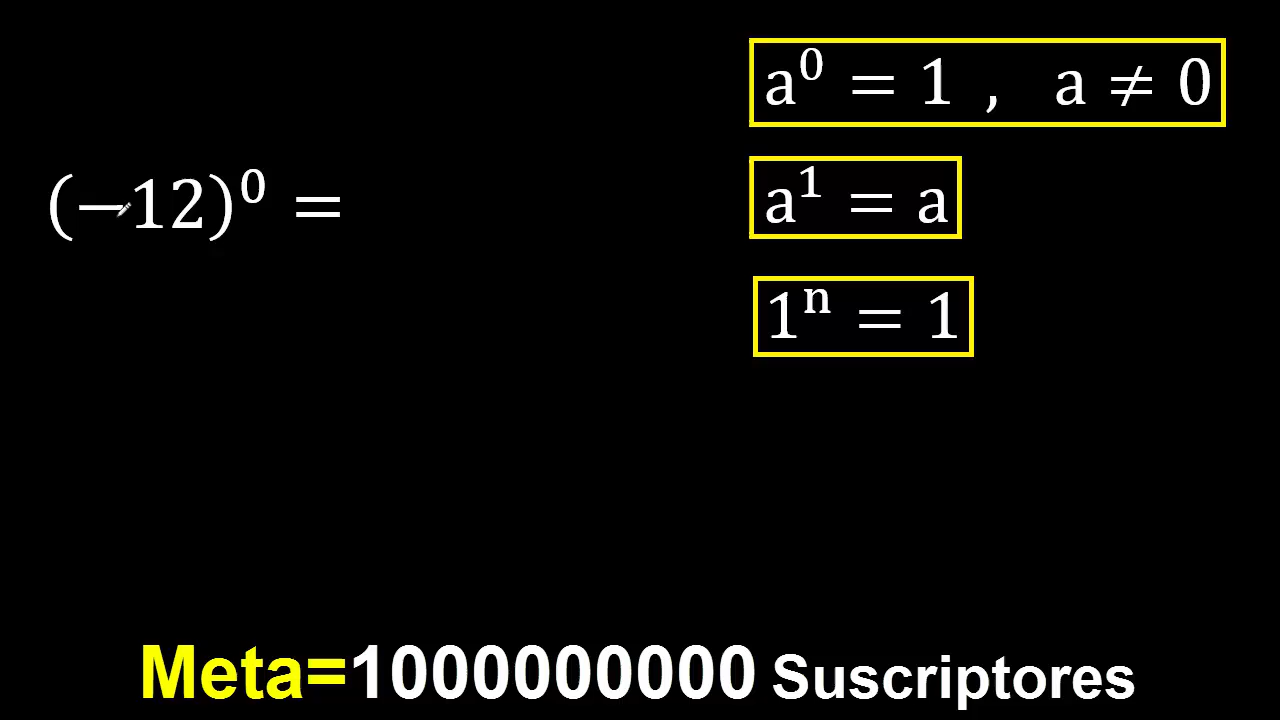 a⁰ = 1 , a ≠ 0
(−12)⁰ =
a¹ = a
1ⁿ = 1
Meta=1000000000 Suscriptores